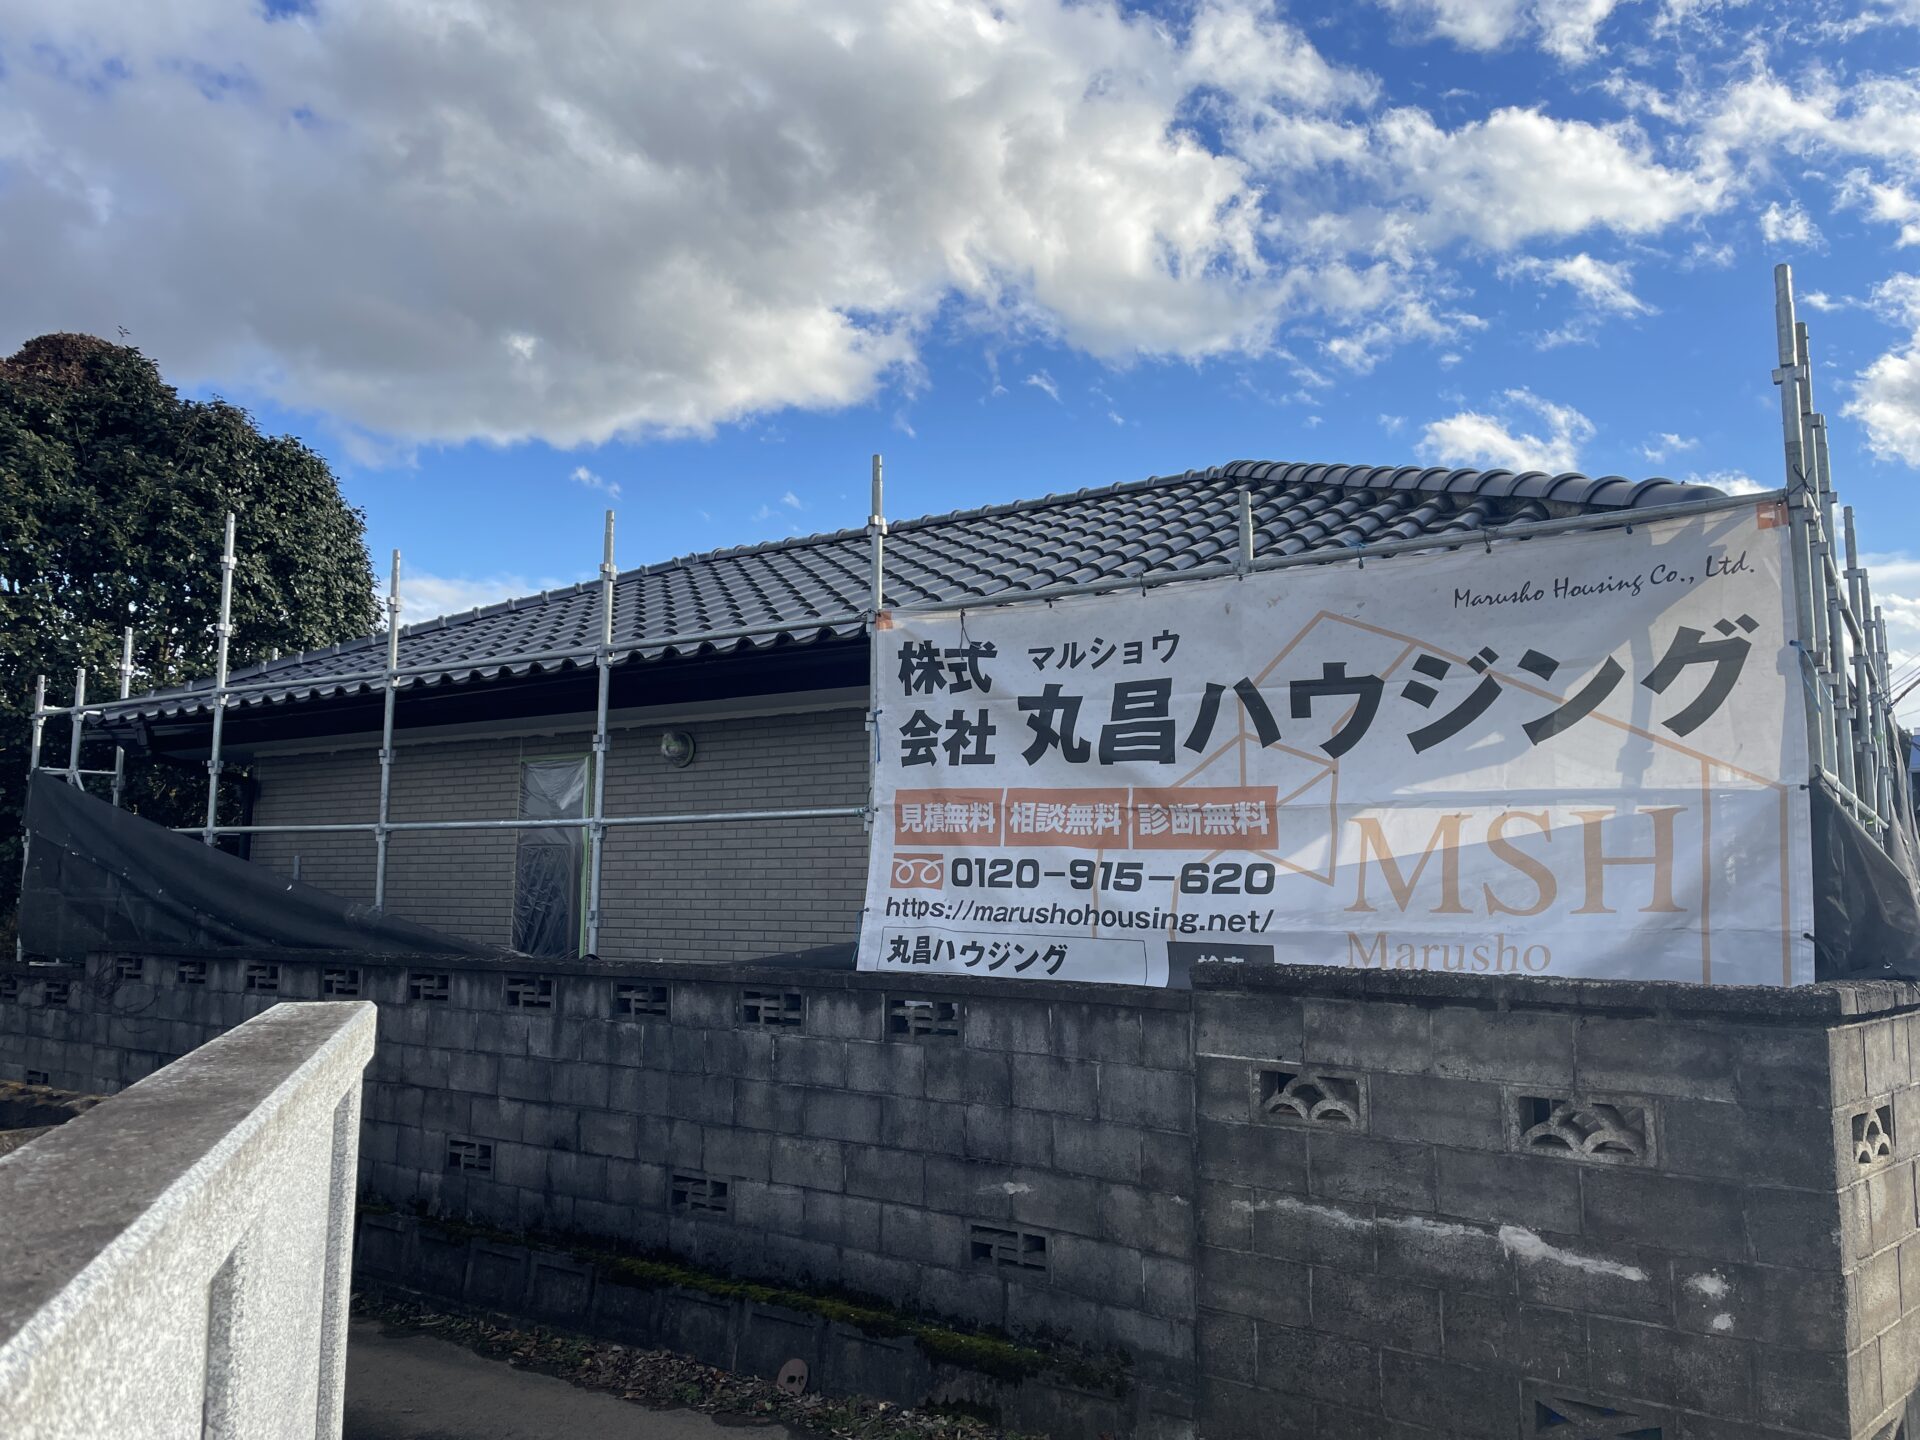 Marusho Housing Co., Ltd.
株式会社
マルショウ
丸昌ハウジング
見積無料 相談無料 診断無料
0120-915-620
https://marushohousing.net/
丸昌ハウジング
MSH
Marusho